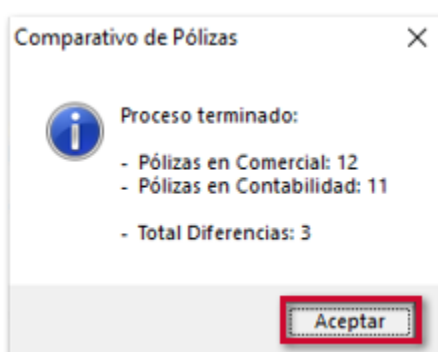 Comparativo de Pólizas
Proceso terminado:
- Pólizas en Comercial: 12
- Pólizas en Contabilidad: 11
- Total Diferencias: 3
Aceptar